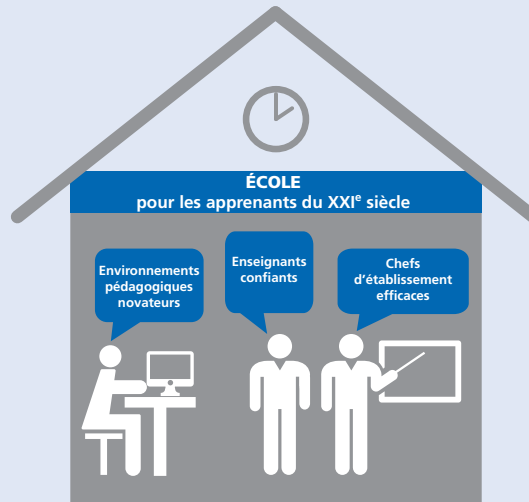 ÉCOLE
pour les apprenants du XXIe siècle
Environnements
pédagogiques
novateurs
Enseignants
confiants
Chefs
d'établissement
efficaces